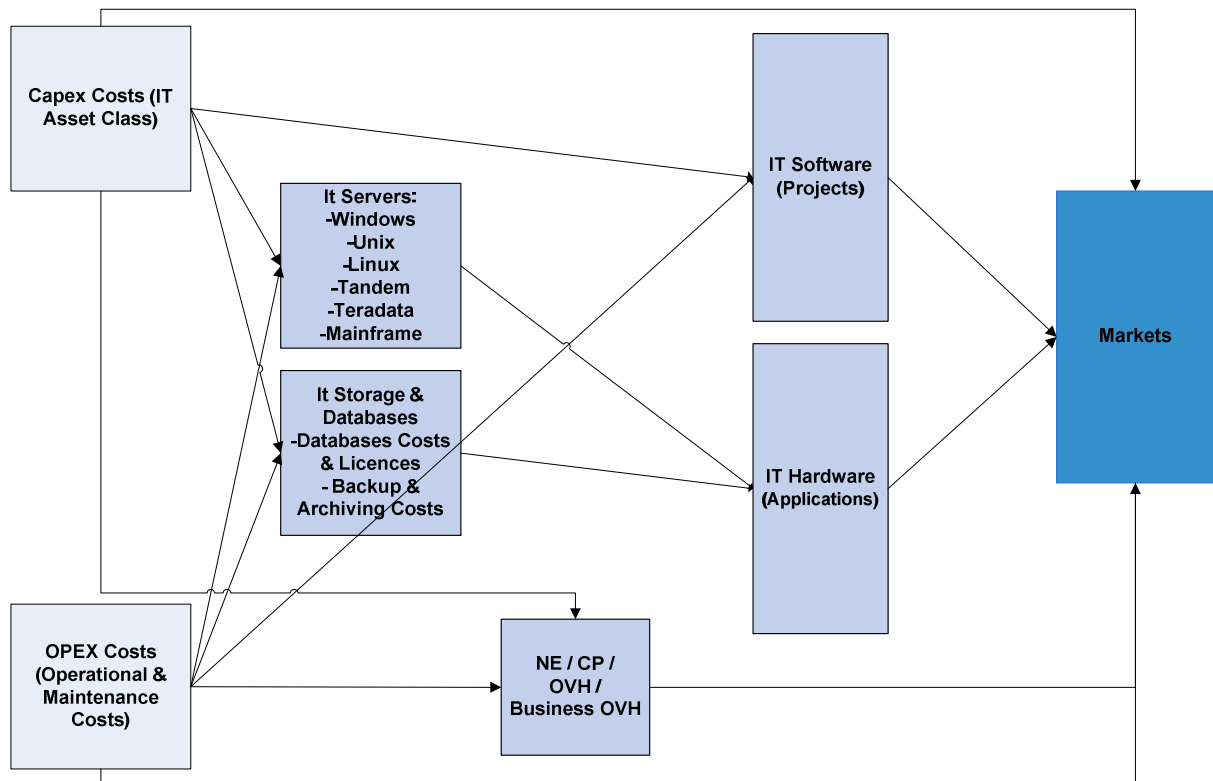 Capex Costs (IT
Asset Class)
It Servers:
-Windows
-Unix
-Linux
-Tandem
-Teradata
-Mainframe
It Storage &
Databases
-Databases Costs
& Licences
- Backup &
Archiving Costs
OPEX Costs
(Operational &
Maintenance
Costs)
NE / CP /
OVH /
Business OVH
IT Software
(Projects)
IT Hardware
(Applications)
Markets